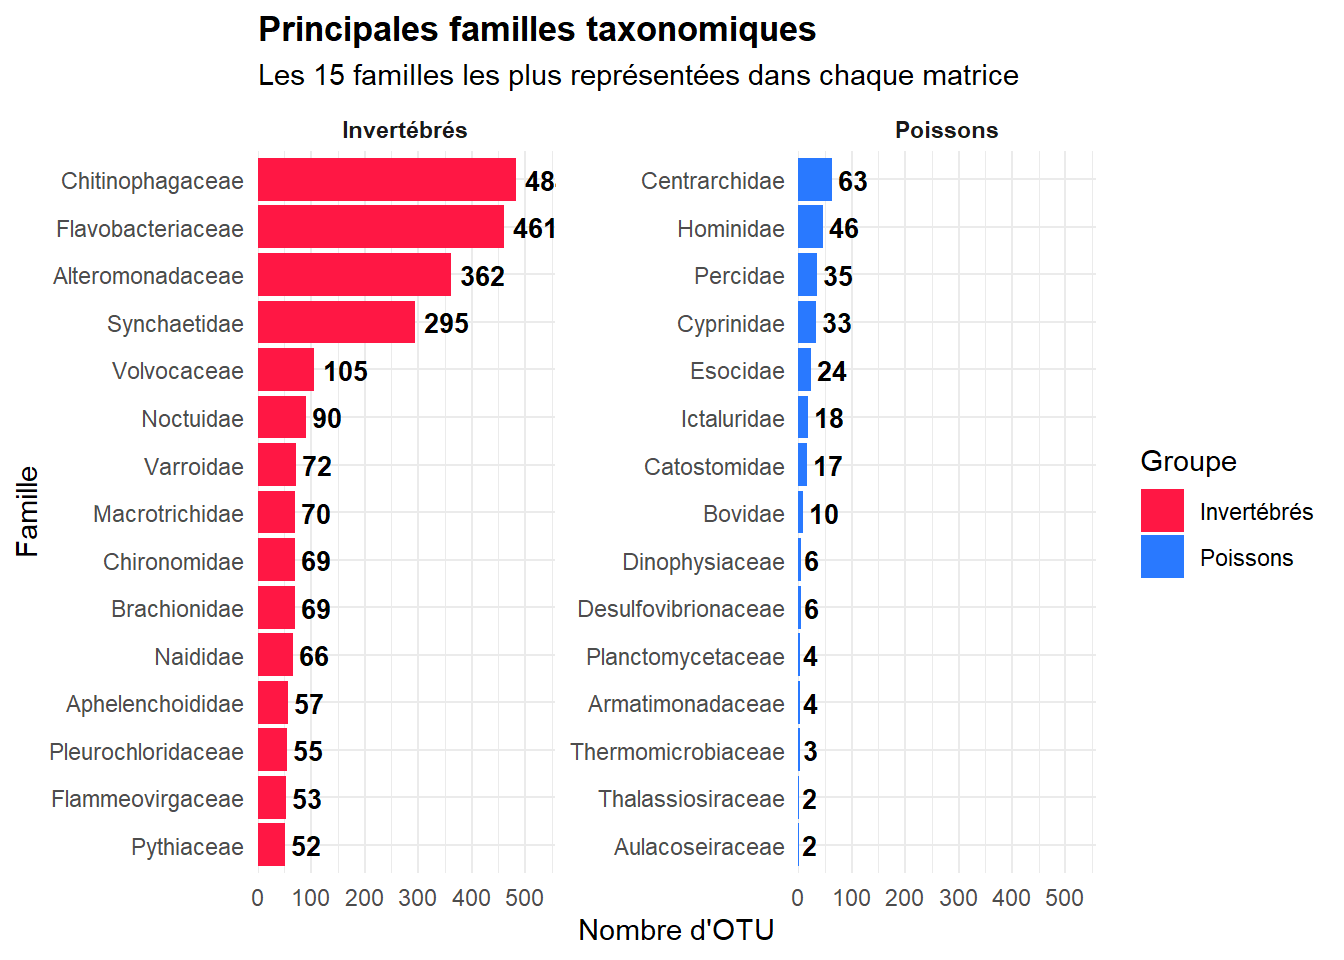 Principales familles taxonomiques
Les 15 familles les plus représentées dans chaque matrice
Invertébrés
Chitinophagaceae
Flavobacteriaceae 461
Alteromonadaceae 362
Synchaetidae 295
Volvocaceae 105
Noctuidae 90
Varroidae 72
Macrotrichidae 70
Chironomidae 69
Brachionidae 69
Naididae 66
Aphelenchoididae 57
Pleurochloridaceae 55
Flammeovirgaceae 53
Pythiaceae 52
0 100 200 300 400 500
Poissons
Centrarchidae 63
Hominidae 46
Percidae 35
Cyprinidae 33
Esocidae 24
Ictaluridae 18
Catostomidae 17
Bovidae 10
Dinophysiaceae 6
Desulfovibrionaceae 6
Planctomycetaceae 4
Armatimonadaceae 4
Thermomicrobiaceae 3
Thalassiosiraceae 2
Aulacoseiraceae 2
0 100 200 300 400 500
Famille
Nombre d'OTU
Groupe
Invertébrés
Poissons